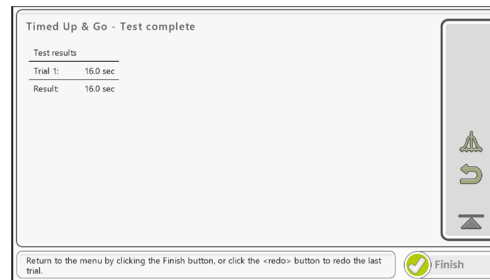 Timed Up & Go - Test complete
Test results
Trial 1: 16.0 sec
Result: 16.0 sec
Return to the menu by clicking the Finish button, or click the <redo> button to redo the last
trial.
Finish